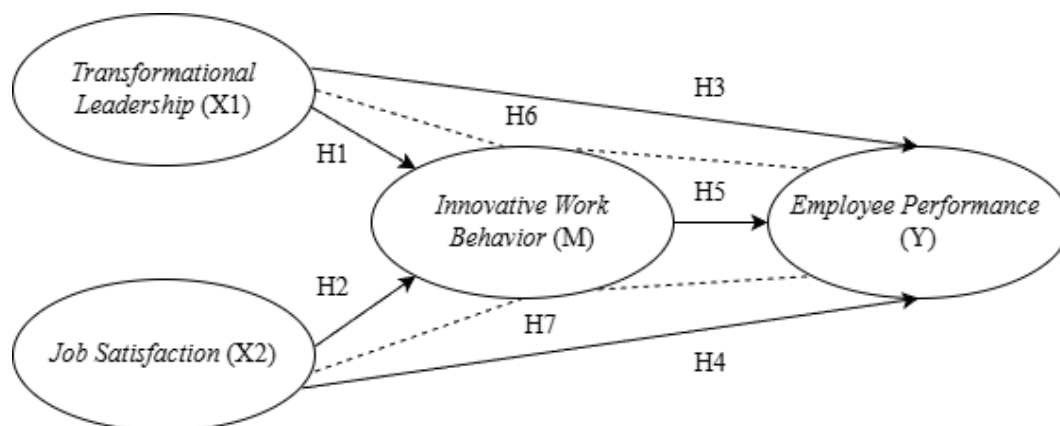 Transformational
Leadership (X1)
H3
H6
H1
Innovative Work
Behavior (M)
H5
Employee Performance
(Y)
H2
H7
Job Satisfaction (X2)
H4